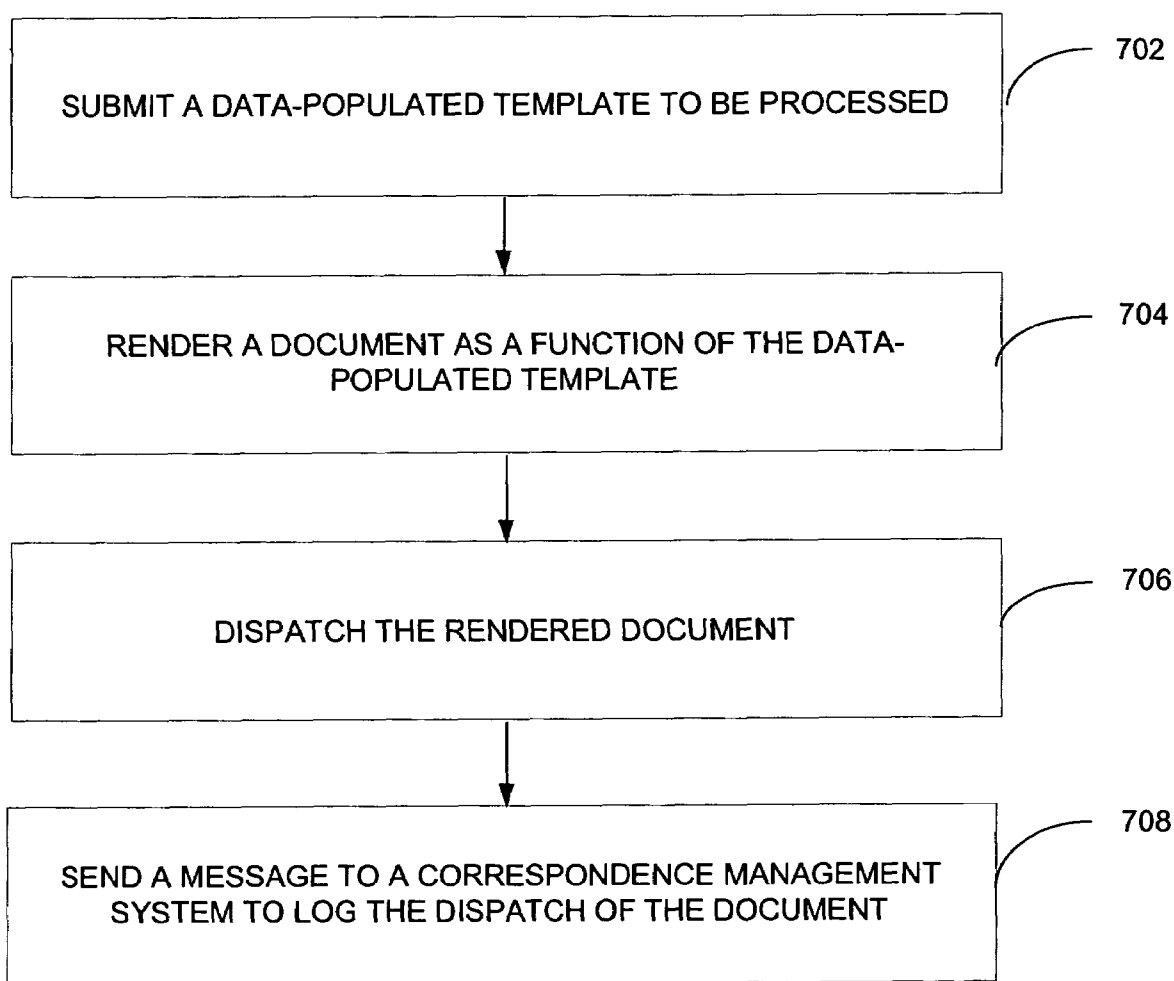 702
SUBMIT A DATA-POPULATED TEMPLATE TO BE PROCESSED
704
RENDER A DOCUMENT AS A FUNCTION OF THE DATA-
POPULATED TEMPLATE
706
DISPATCH THE RENDERED DOCUMENT
708
SEND A MESSAGE TO A CORRESPONDENCE MANAGEMENT
SYSTEM TO LOG THE DISPATCH OF THE DOCUMENT